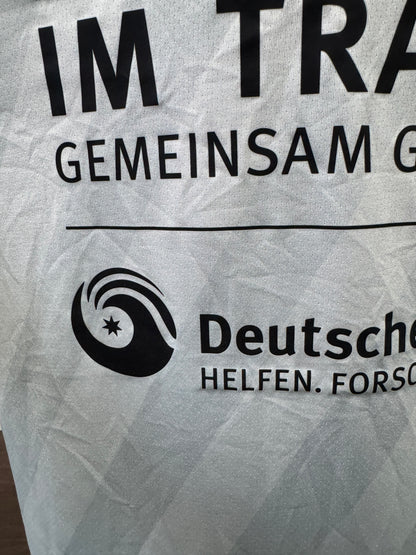 IM TRA
GEMEINSAM G
Deutsche
HELFEN. FORSC